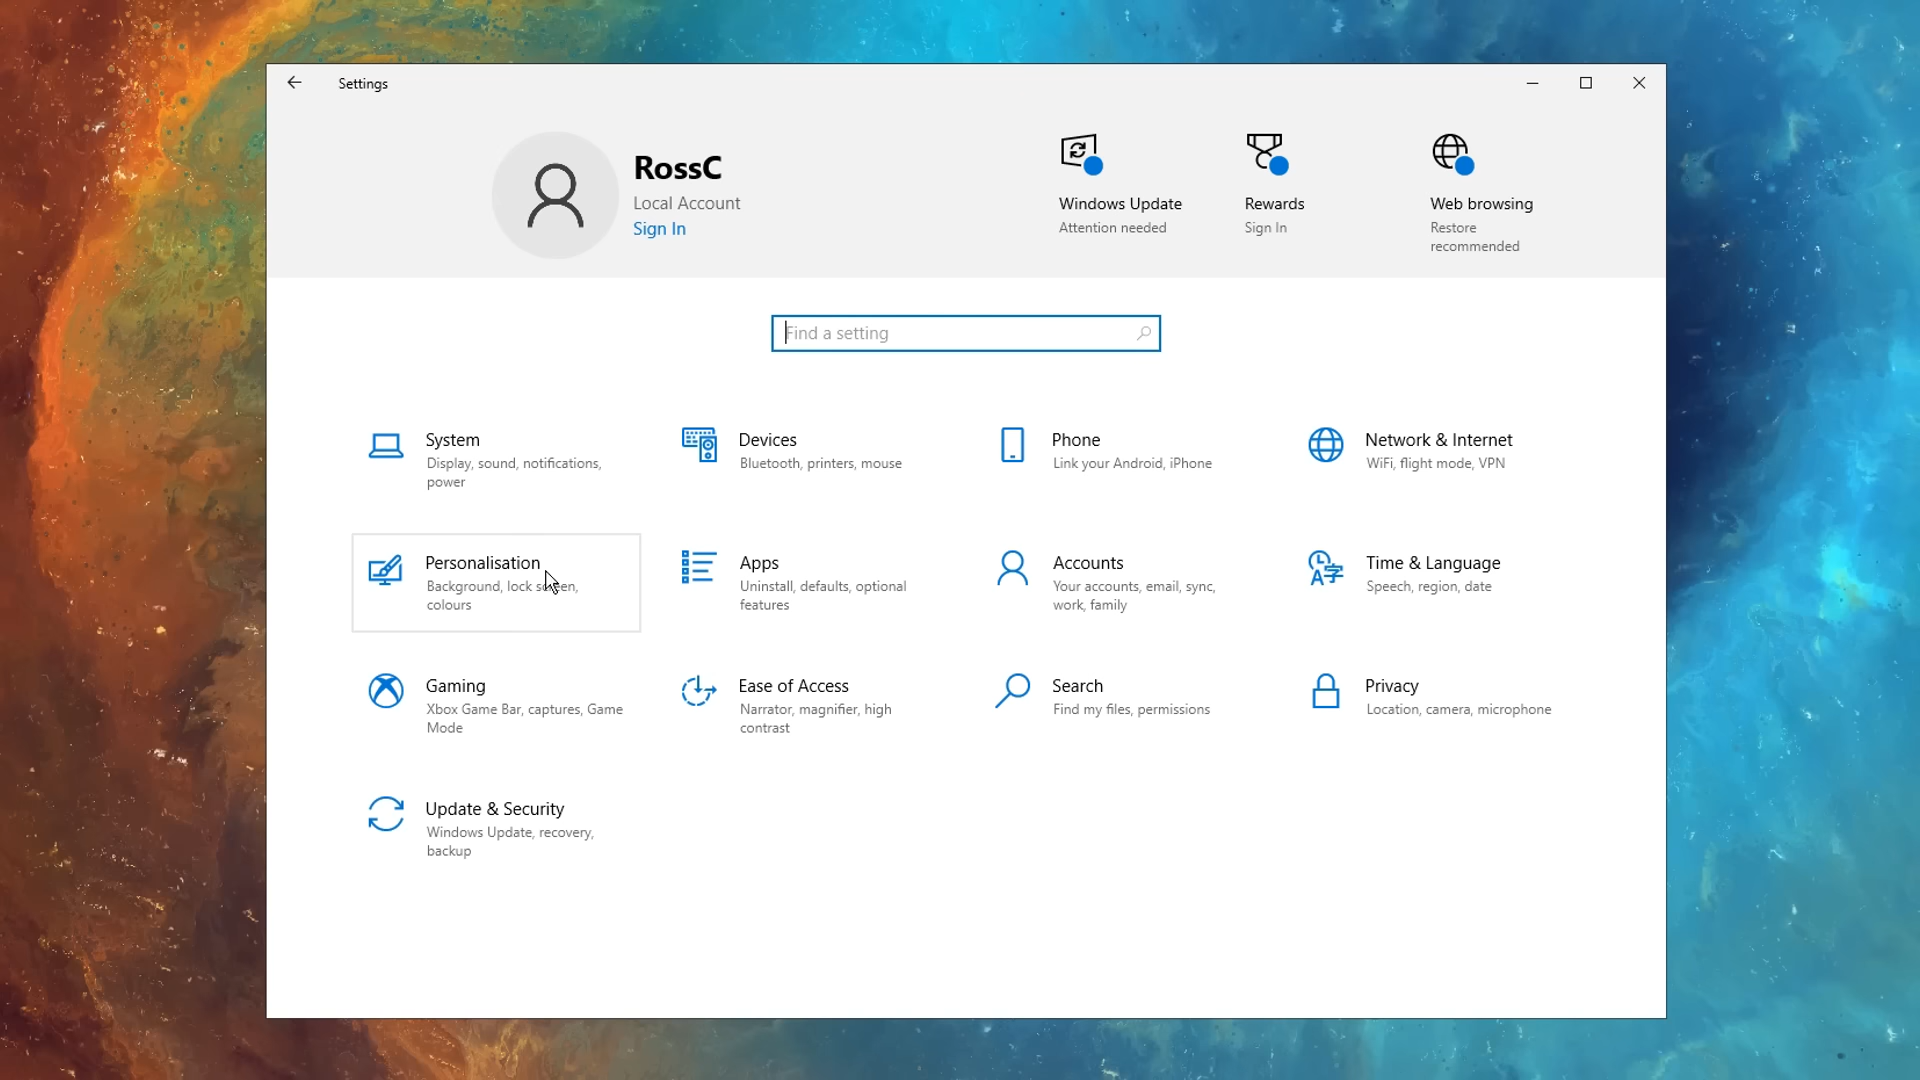 Settings
RossC
Local Account
Sign In
Windows Update
Attention needed
Rewards
Sign In
Web browsing
Restore
recommended
Find a setting
System
Display, sound, notifications,
power
Devices
Bluetooth, printers, mouse
Phone
Link your Android, iPhone
Network & Internet
WiFi, flight mode, VPN
Personalisation
Background, lock screen,
colours
Apps
Uninstall, defaults, optional
features
Accounts
Your accounts, email, sync,
work, family
Time & Language
Speech, region, date
Gaming
Xbox Game Bar, captures, Game
Mode
Ease of Access
Narrator, magnifier, high
contrast
Search
Find my files, permissions
Privacy
Location, camera, microphone
Update & Security
Windows Update, recovery,
backup